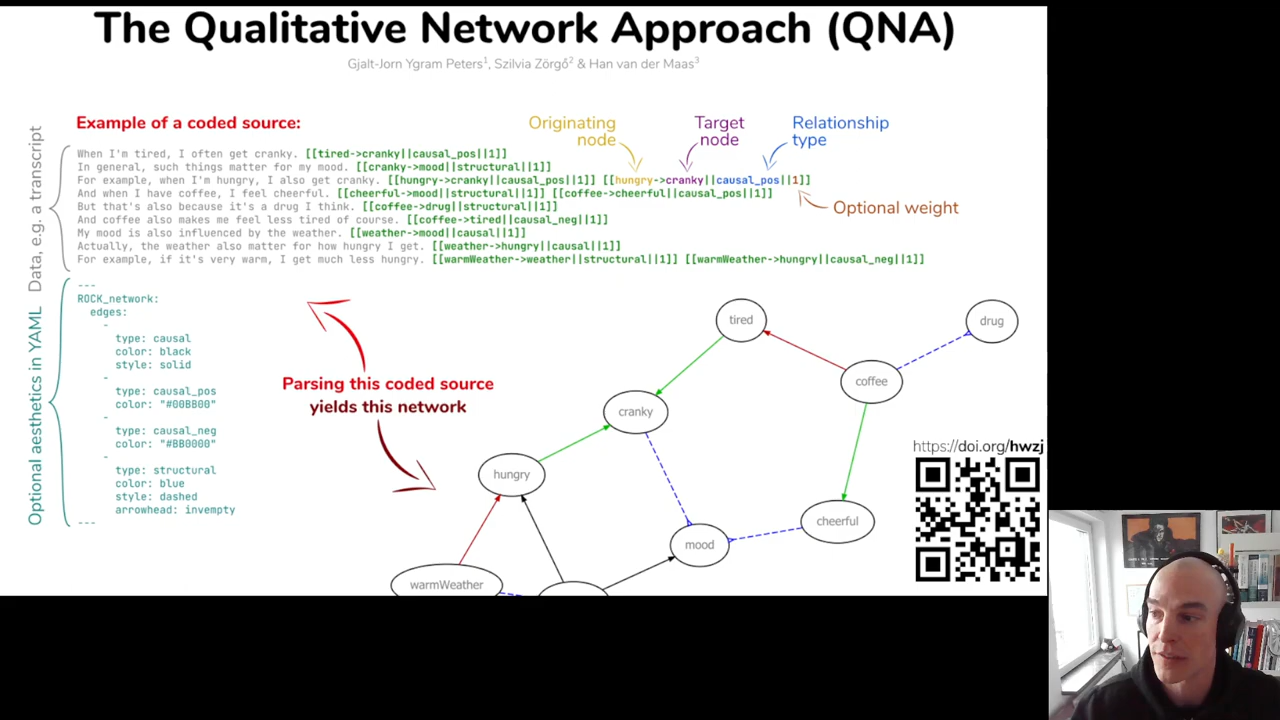 The Qualitative Network Approach (QNA)
Gjalt-Jorn Ygram Peters¹, Szilvia Zörgő² & Han van der Maas³
Example of a coded source:
Originating
node
Target
node
Relationship
type
Data, e.g. a transcript
When I'm tired, I often get cranky. [[tired->cranky||causal_pos||1]]
In general, such things matter for my mood. [[cranky->mood||structural||1]]
For example, when I'm hungry, I also get cranky. [[hungry->cranky||causal_pos||1]] [[hungry->cranky||causal_pos||1]]
And when I have coffee, I feel cheerful. [[cheerful->mood||structural||1]] [[coffee->cheerful||causal_pos||1]]
But that's also because it's a drug I think. [[coffee->drug||structural||1]]
And coffee also makes me feel less tired of course. [[coffee->tired||causal_neg||1]]
My mood is also influenced by the weather. [[weather->mood||causal||1]]
Actually, the weather also matter for how hungry I get. [[weather->hungry||causal||1]]
For example, if it's very warm, I get much less hungry. [[warmWeather->weather||structural||1]] [[warmWeather->hungry||causal_neg||1]]
Optional weight
Optional aesthetics in YAML
---
ROCK_network:
edges:
-
type: causal
color: black
style: solid
-
type: causal_pos
color: "#00BB00"
-
type: causal_neg
color: "#BB0000"
-
type: structural
color: blue
style: dashed
arrowhead: invempty
---
Parsing this coded source
yields this network
tired
drug
coffee
cranky
hungry
cheerful
mood
warmWeather
https://doi.org/hwzj